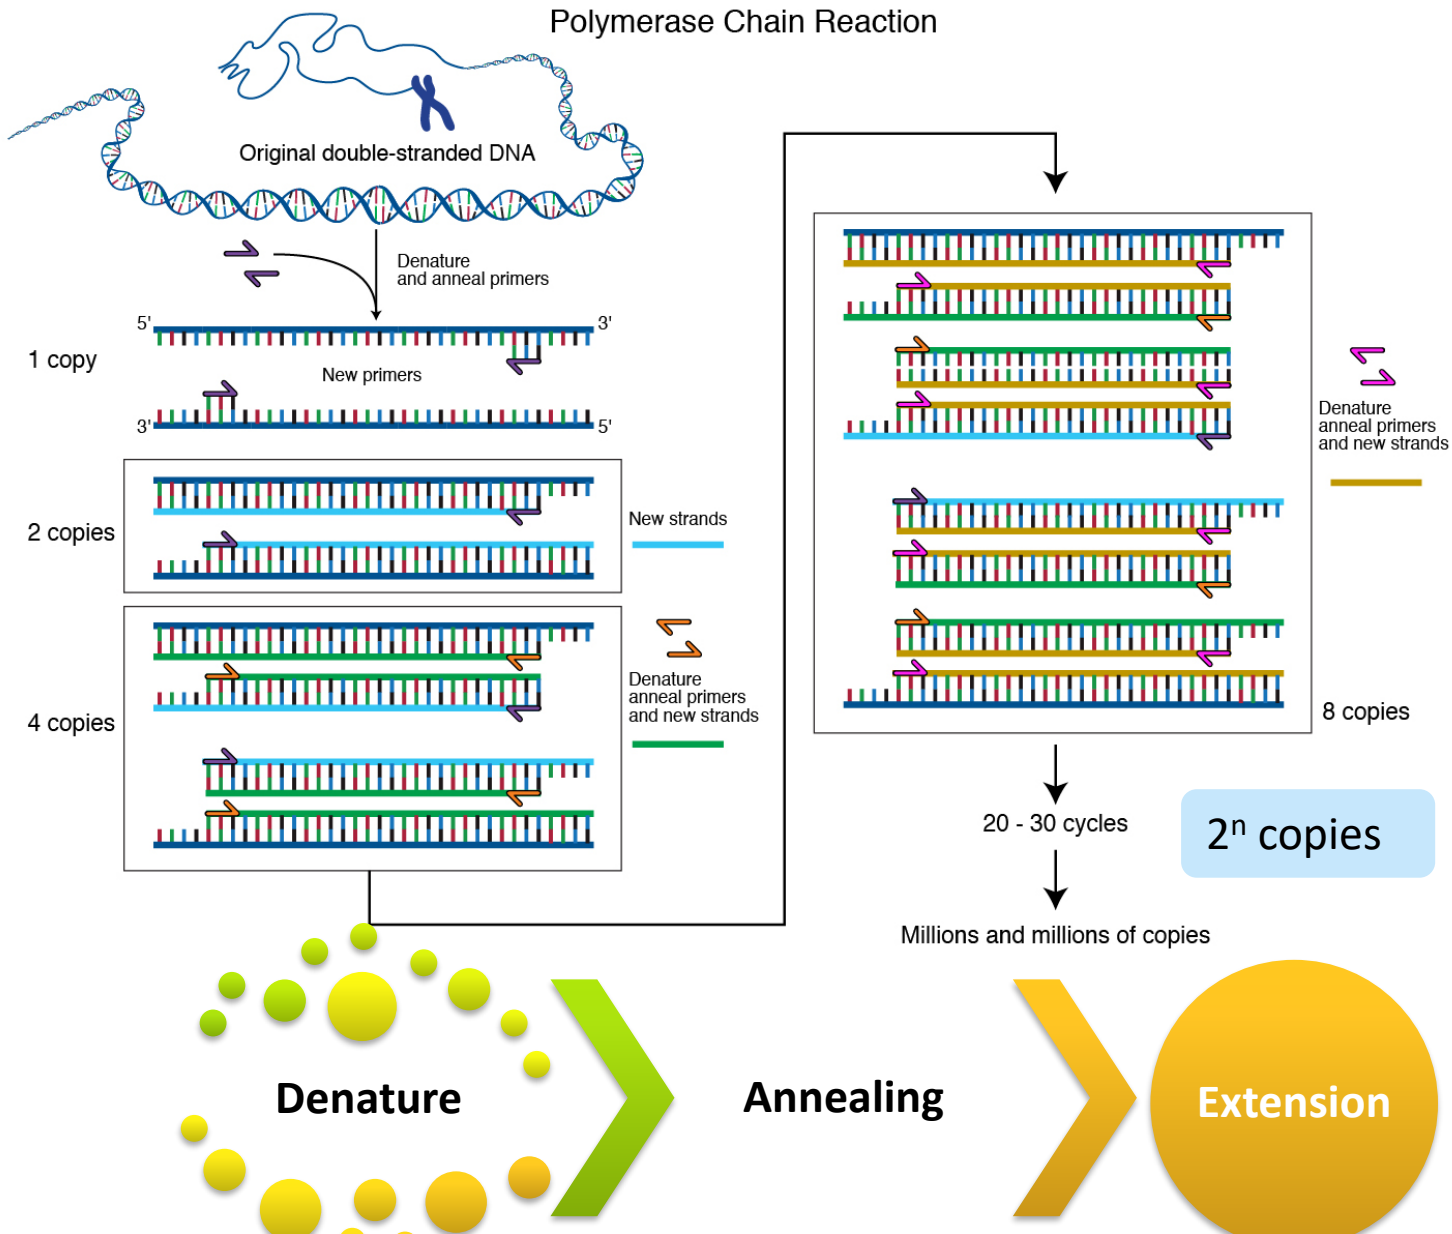 Polymerase Chain Reaction
Original double-stranded DNA
Denature
and anneal primers
5'
3'
1 copy
New primers
3'
5'
2 copies
New strands
4 copies
Denature
anneal primers
and new strands
Denature
anneal primers
and new strands
8 copies
20 - 30 cycles
2ⁿ copies
Millions and millions of copies
Denature
Annealing
Extension